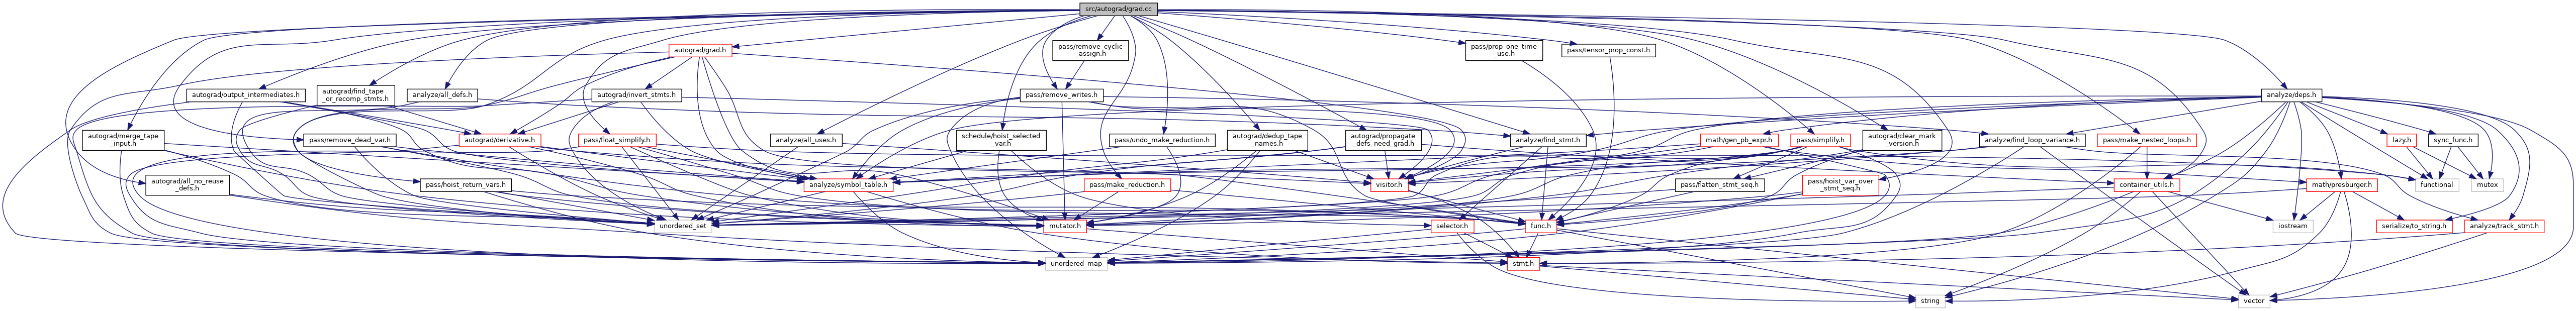 src/autograd/grad.cc
autograd/grad.h
pass/remove_cyclic
_assign.h
pass/prop_one_time
_use.h
pass/tensor_prop_const.h
autograd/output_intermediates.h
autograd/find_tape
_or_recomp_stmts.h
analyze/all_defs.h
autograd/invert_stmts.h
pass/remove_writes.h
analyze/deps.h
autograd/merge_tape
_input.h
pass/remove_dead_var.h
autograd/derivative.h
pass/float_simplify.h
analyze/all_uses.h
schedule/hoist_selected
_var.h
pass/undo_make_reduction.h
autograd/dedup_tape
_names.h
autograd/propagate
_defs_need_grad.h
analyze/find_stmt.h
math/gen_pb_expr.h
pass/simplify.h
autograd/clear_mark
_version.h
analyze/find_loop_variance.h
pass/make_nested_loops.h
lazy.h
sync_func.h
autograd/all_no_reuse
_defs.h
pass/hoist_return_vars.h
analyze/symbol_table.h
pass/make_reduction.h
visitor.h
pass/flatten_stmt_seq.h
pass/hoist_var_over
_stmt_seq.h
container_utils.h
math/presburger.h
functional
mutex
unordered_set
mutator.h
selector.h
func.h
iostream
serialize/to_string.h
analyze/track_stmt.h
unordered_map
stmt.h
string
vector